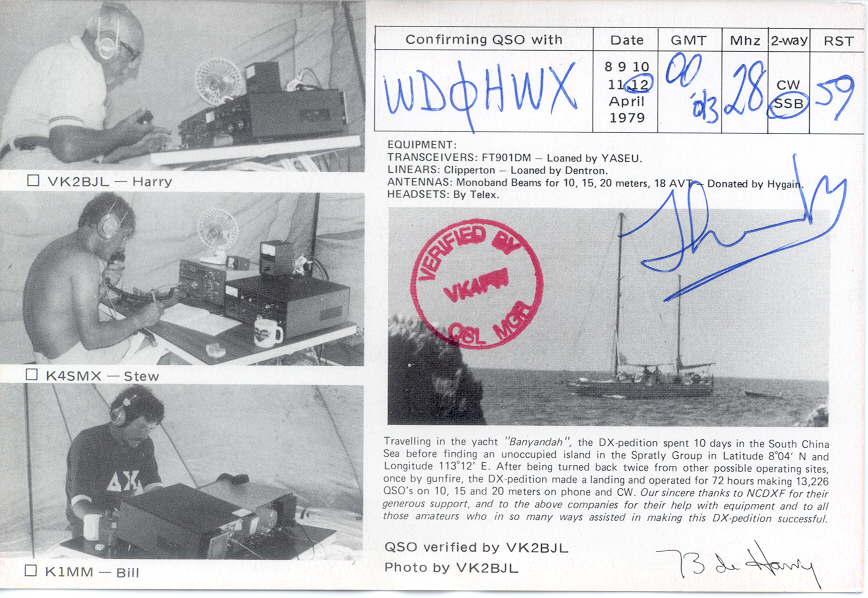 VK2BJL — Harry
K4SMX — Stew
ΔX
K1MM — Bill
Confirming QSO with Date GMT Mhz 2-way RST
WDØHWX 8 9 10 11 12 April 1979 00 03 28 CW SSB 59
EQUIPMENT:
TRANSCEIVERS: FT901DM — Loaned by YASEU.
LINEARS: Clipperton — Loaned by Dentron.
ANTENNAS: Monoband Beams for 10, 15, 20 meters, 18 AVT — Donated by Hygain.
HEADSETS: By Telex.
VERIFIED BY
VK4FW
QSL MGR
Travelling in the yacht "Banyandah", the DX-pedition spent 10 days in the South China
Sea before finding an unoccupied island in the Spratly Group in Latitude 8°04' N and
Longitude 113°12' E. After being turned back twice from other possible operating sites,
once by gunfire, the DX-pedition made a landing and operated for 72 hours making 13,226
QSO's on 10, 15 and 20 meters on phone and CW. Our sincere thanks to NCDXF for their
generous support, and to the above companies for their help with equipment and to all
those amateurs who in so many ways assisted in making this DX-pedition successful.
QSO verified by VK2BJL
Photo by VK2BJL
73 de Harry